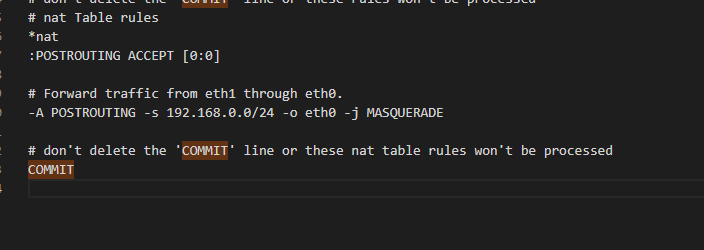 # don't delete the 'COMMIT' line or these rules won't be processed
# nat Table rules
*nat
:POSTROUTING ACCEPT [0:0]
# Forward traffic from eth1 through eth0.
-A POSTROUTING -s 192.168.0.0/24 -o eth0 -j MASQUERADE
# don't delete the 'COMMIT' line or these nat table rules won't be processed
COMMIT